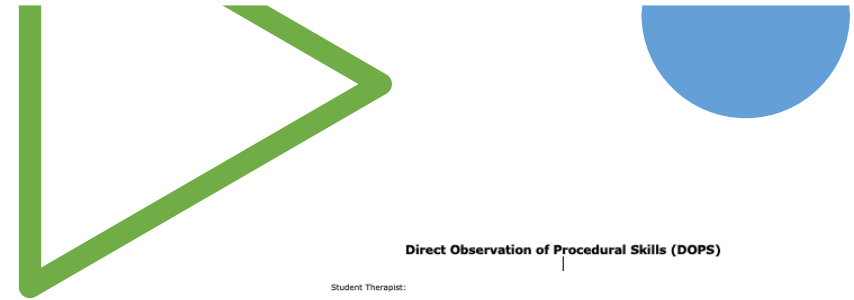 Direct Observation of Procedural Skills (DOPS)
Student Therapist: